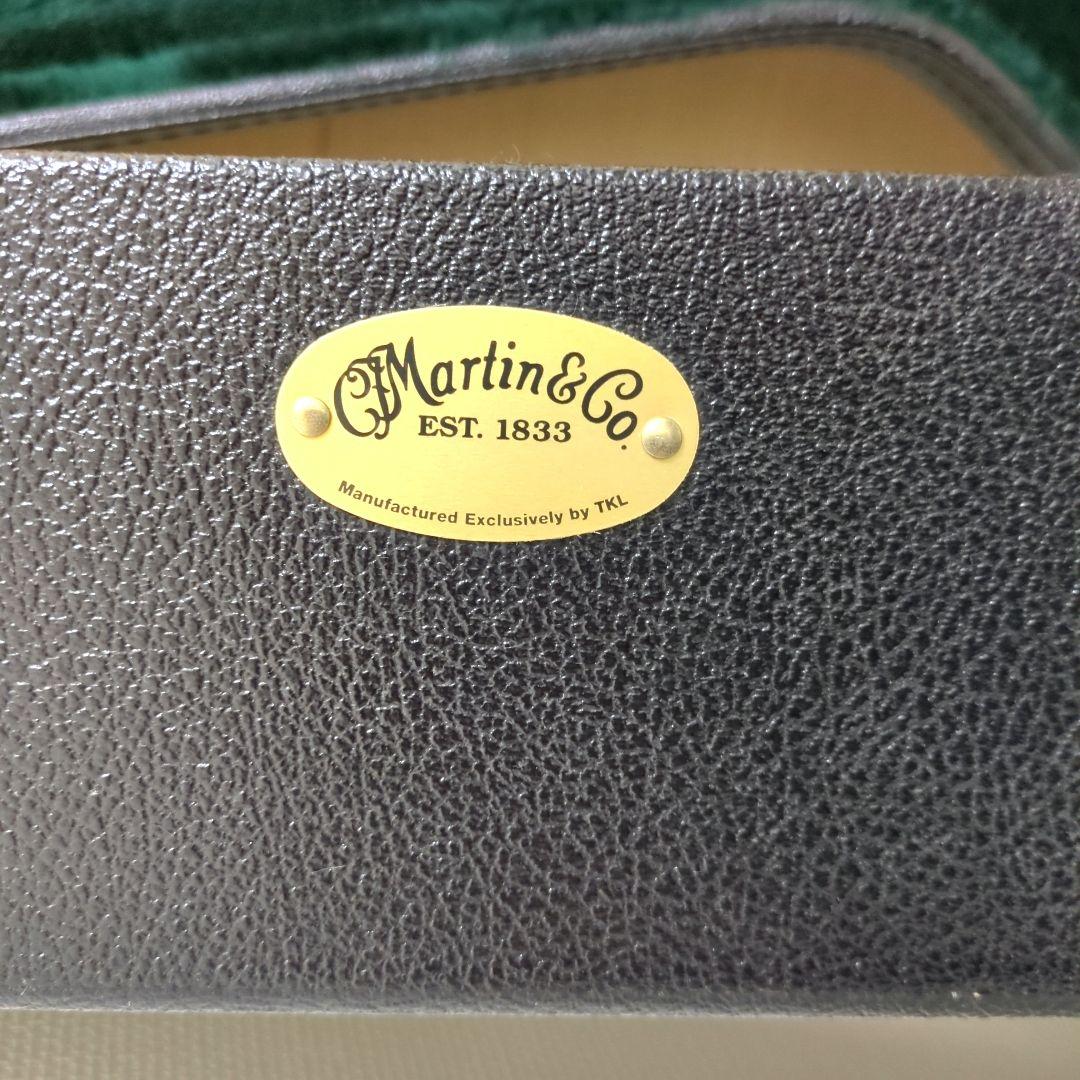 CFMartin & Co.
EST. 1833
Manufactured Exclusively by TKL